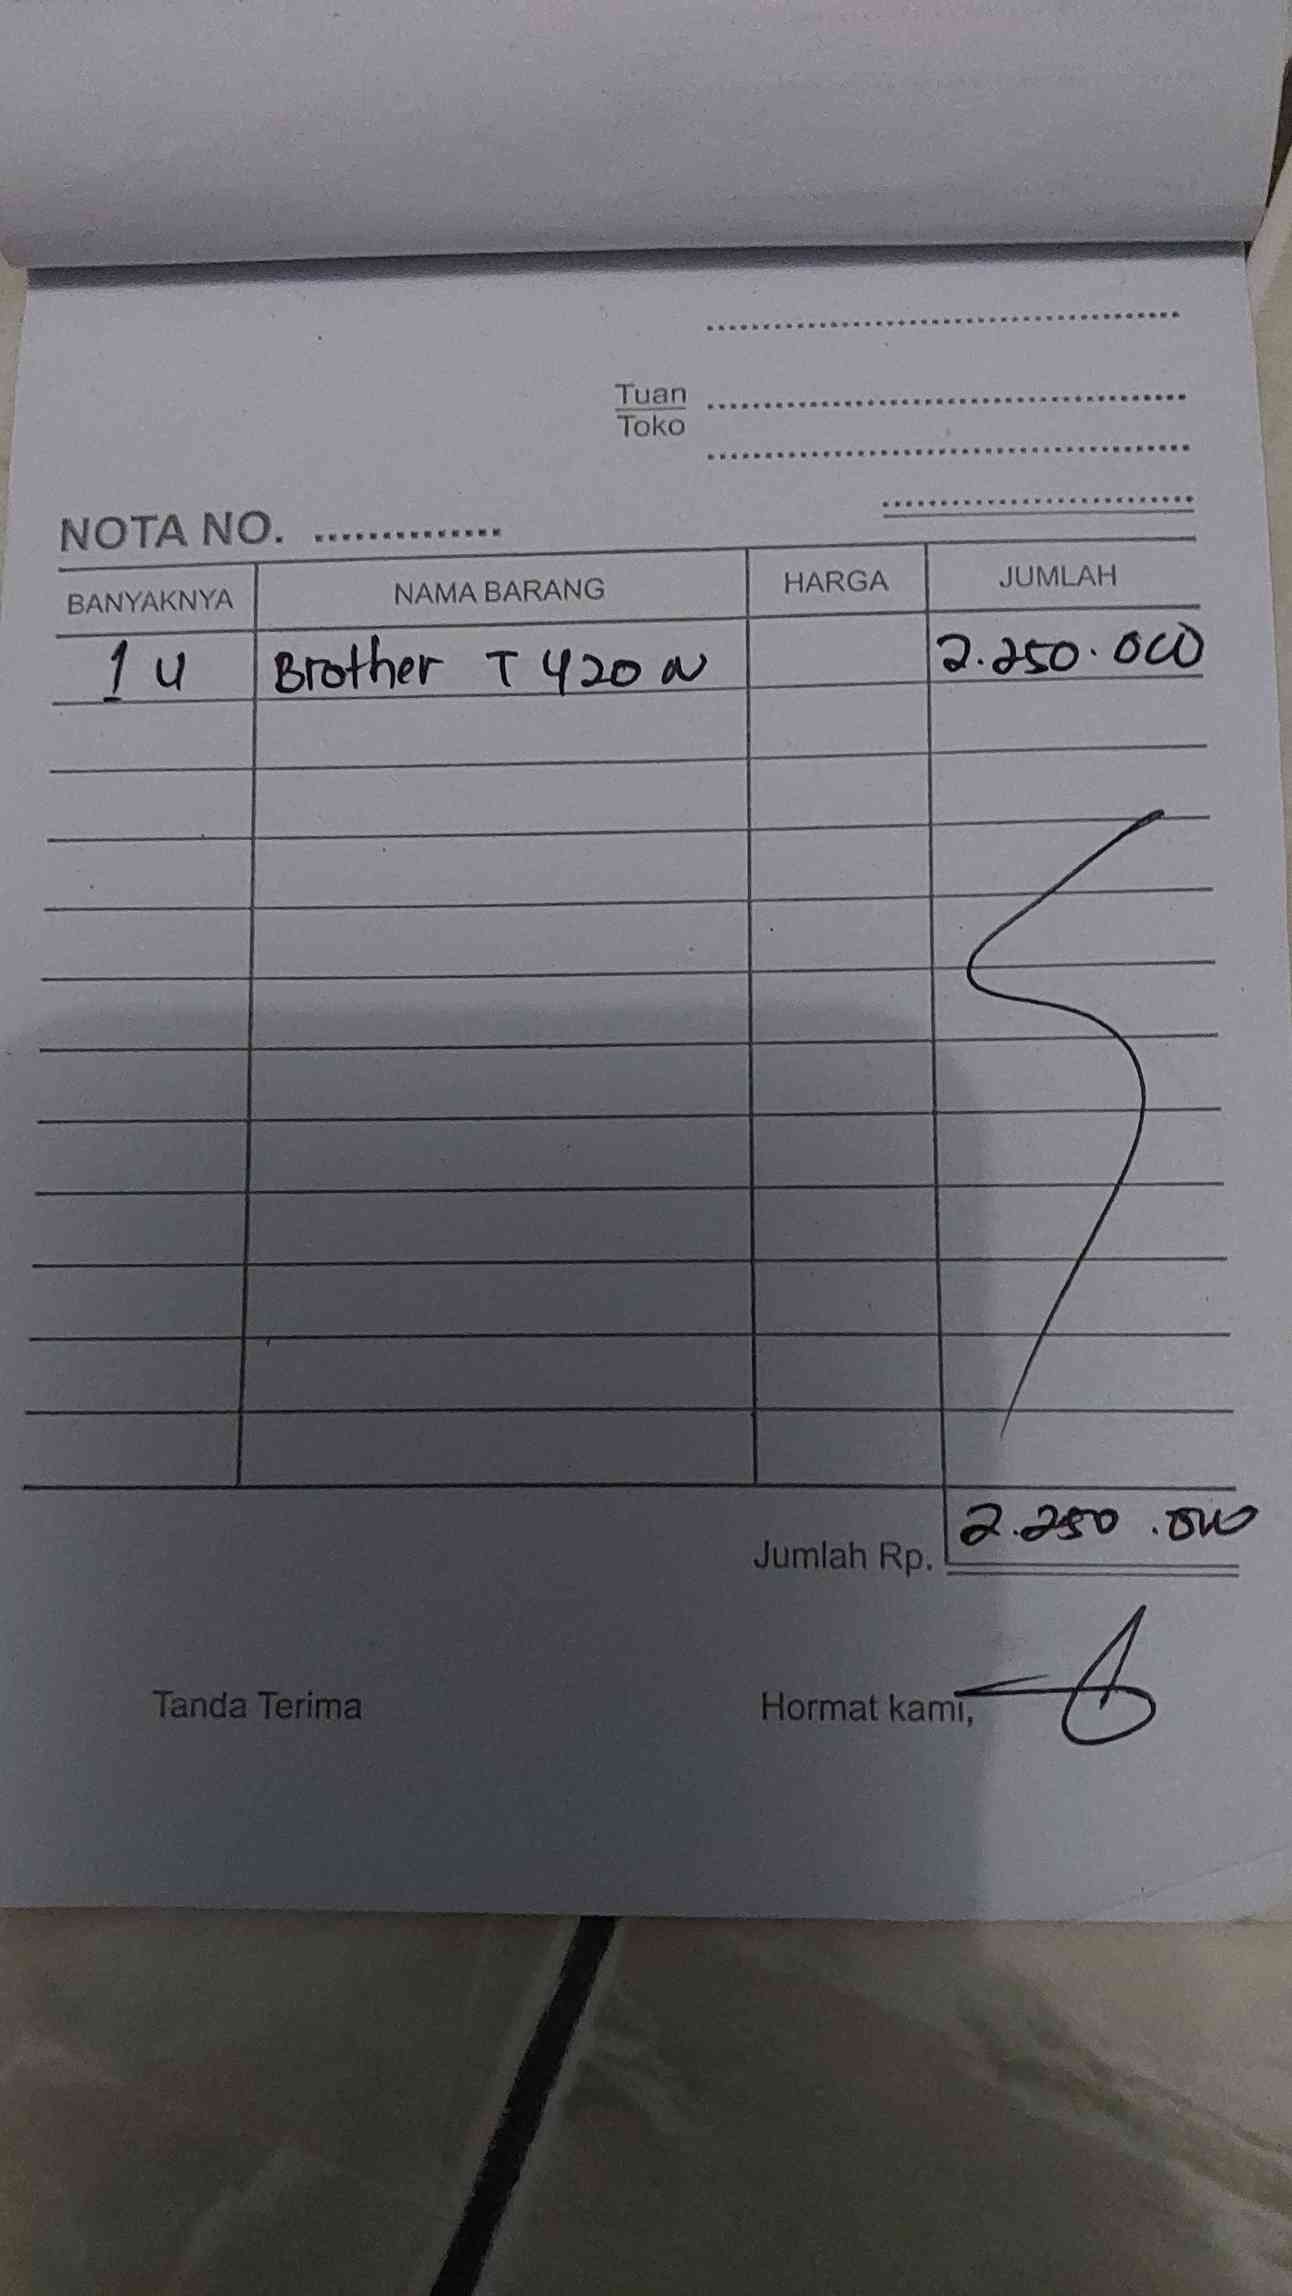 Tuan
Toko
NOTA NO.
BANYAKNYA NAMA BARANG HARGA JUMLAH
1 U Brother T 420 W 2.250.000
Jumlah Rp. 2.250.000
Tanda Terima Hormat kami,